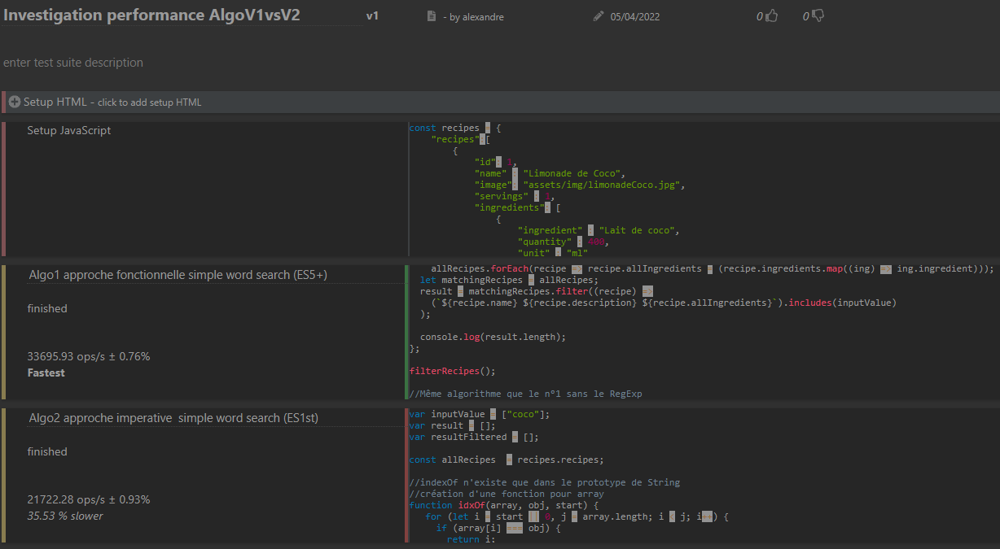 Investigation performance AlgoV1vsV2 v1 - by alexandre 05/04/2022 0 0
enter test suite description
Setup HTML - click to add setup HTML
Setup JavaScript
const recipes = {
"recipes":[
{
"id": 1,
"name" : "Limonade de Coco",
"image": "assets/img/limonadeCoco.jpg",
"servings" : 1,
"ingredients": [
{
"ingredient" : "Lait de coco",
"quantity" : 400,
"unit" : "ml"
Algo1 approche fonctionnelle simple word search (ES5+)
finished
33695.93 ops/s ± 0.76%
Fastest
allRecipes.forEach(recipe => recipe.allIngredients = (recipe.ingredients.map((ing) => ing.ingredient)));
let matchingRecipes = allRecipes;
result = matchingRecipes.filter((recipe) =>
(`${recipe.name} ${recipe.description} ${recipe.allIngredients}`).includes(inputValue)
);
console.log(result.length);
};
filterRecipes();
//Même algorithme que le n°1 sans le RegExp
Algo2 approche imperative simple word search (ES1st)
finished
21722.28 ops/s ± 0.93%
35.53 % slower
var inputValue = ["coco"];
var result = [];
var resultFiltered = [];
const allRecipes = recipes.recipes;
//indexOf n'existe que dans le prototype de String
//création d'une fonction pour array
function idxOf(array, obj, start) {
for (let i = start || 0, j = array.length; i < j; i++) {
if (array[i] === obj) {
return i;